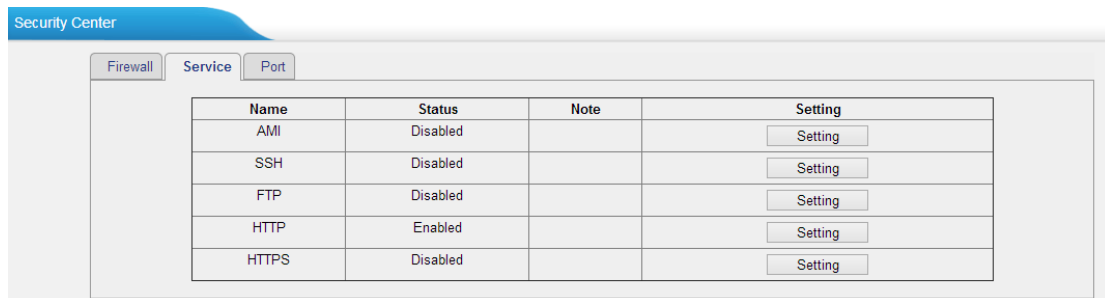 Security Center
Firewall Service Port
Name Status Note Setting
AMI Disabled Setting
SSH Disabled Setting
FTP Disabled Setting
HTTP Enabled Setting
HTTPS Disabled Setting